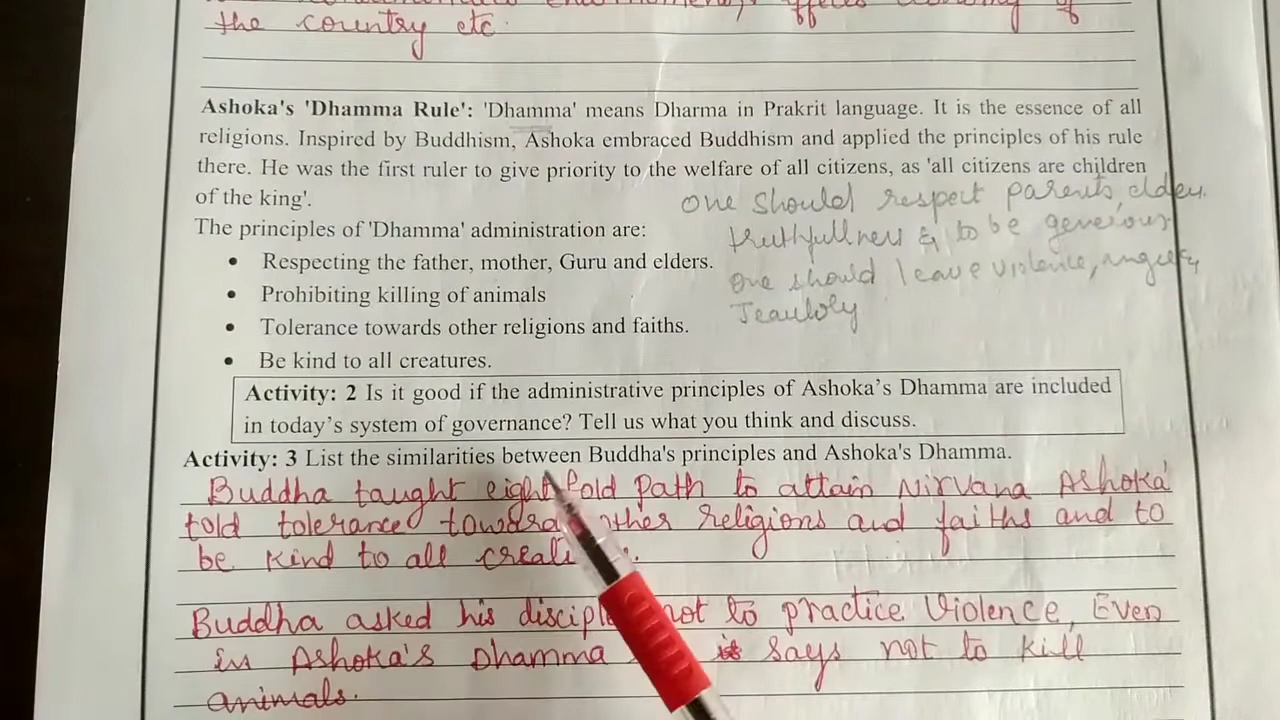 the country etc.
Ashoka's 'Dhamma Rule': 'Dhamma' means Dharma in Prakrit language. It is the essence of all
religions. Inspired by Buddhism, Ashoka embraced Buddhism and applied the principles of his rule
there. He was the first ruler to give priority to the welfare of all citizens, as 'all citizens are children
of the king'.
one should respect parents, elder.
The principles of 'Dhamma' administration are:
truthfullness & to be generious
• Respecting the father, mother, Guru and elders.
one should leave violence, anguer &
• Prohibiting killing of animals
Jeauloly
• Tolerance towards other religions and faiths.
• Be kind to all creatures.
Activity: 2 Is it good if the administrative principles of Ashoka's Dhamma are included
in today's system of governance? Tell us what you think and discuss.
Activity: 3 List the similarities between Buddha's principles and Ashoka's Dhamma.
Buddha taught eightfold path to attain Nirvana Ashoka
told tolerance toward other religions and faiths and to
be kind to all
Buddha asked his disciple not to practice violence, Even
in Ashoka's Dhamma says not to kill
animals.